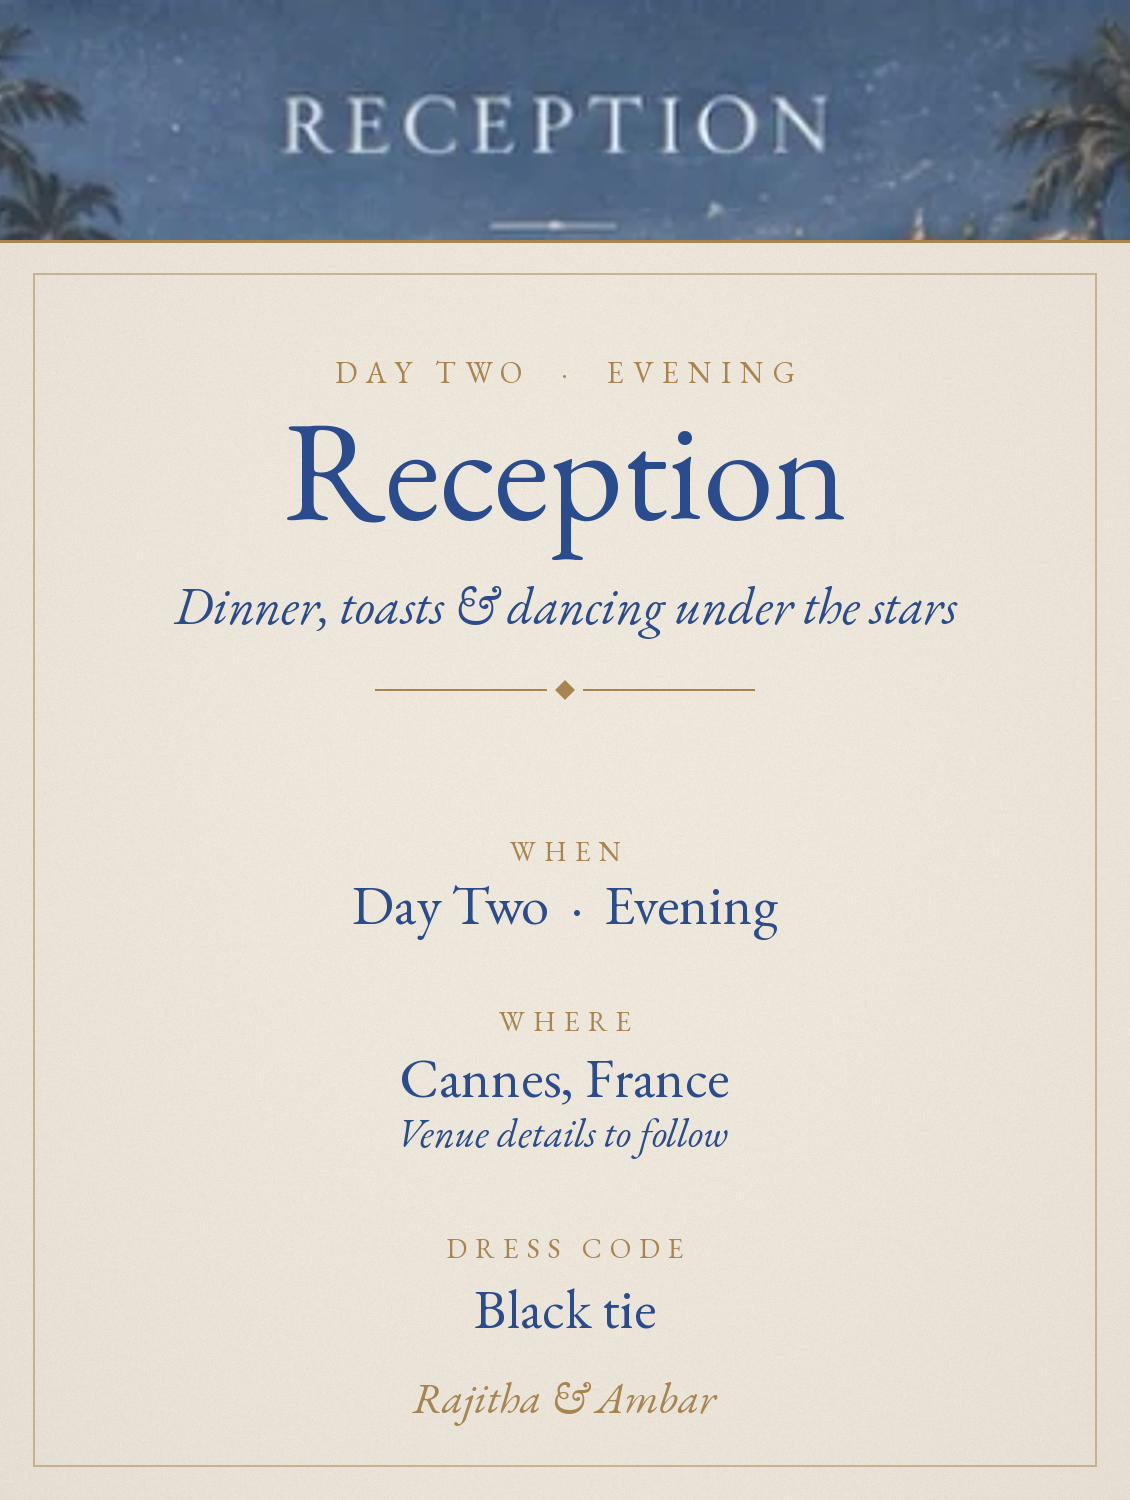 RECEPTION
DAY TWO · EVENING
Reception
Dinner, toasts & dancing under the stars
WHEN
Day Two · Evening
WHERE
Cannes, France
Venue details to follow
DRESS CODE
Black tie
Rajitha & Ambar